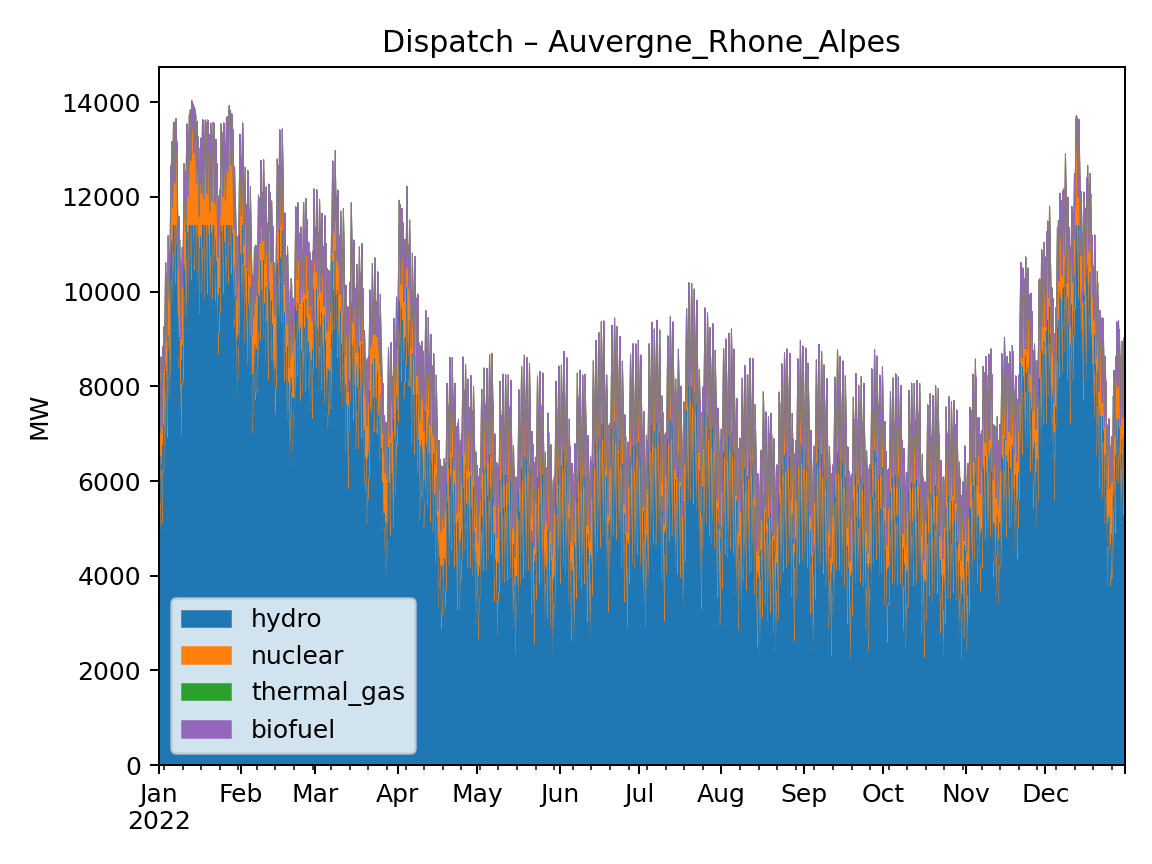 Dispatch – Auvergne_Rhone_Alpes
MW
14000
12000
10000
8000
6000
4000
2000
0
hydro
nuclear
thermal_gas
biofuel
Jan Feb Mar Apr May Jun Jul Aug Sep Oct Nov Dec
2022